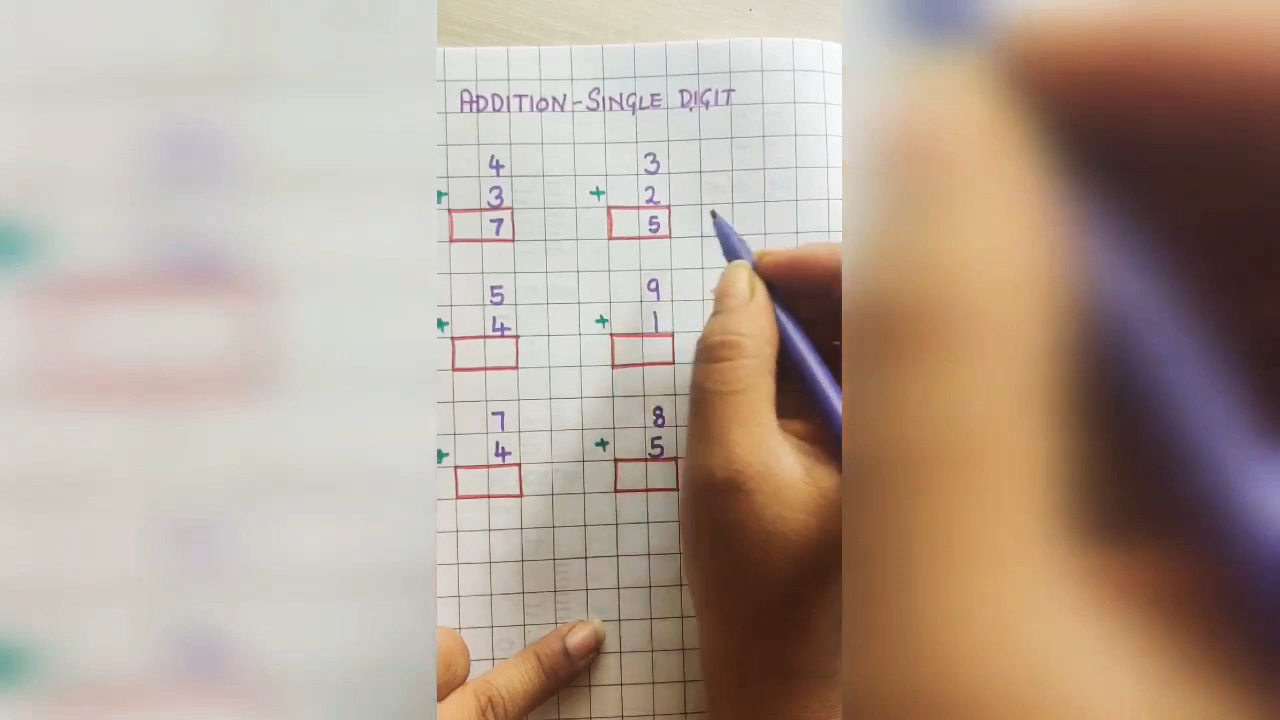 ADDITION-SINGLE DIGIT
4 3
+ 3 + 2
7 5
5 9
+ 4 + 1
7 8
+ 4 + 5